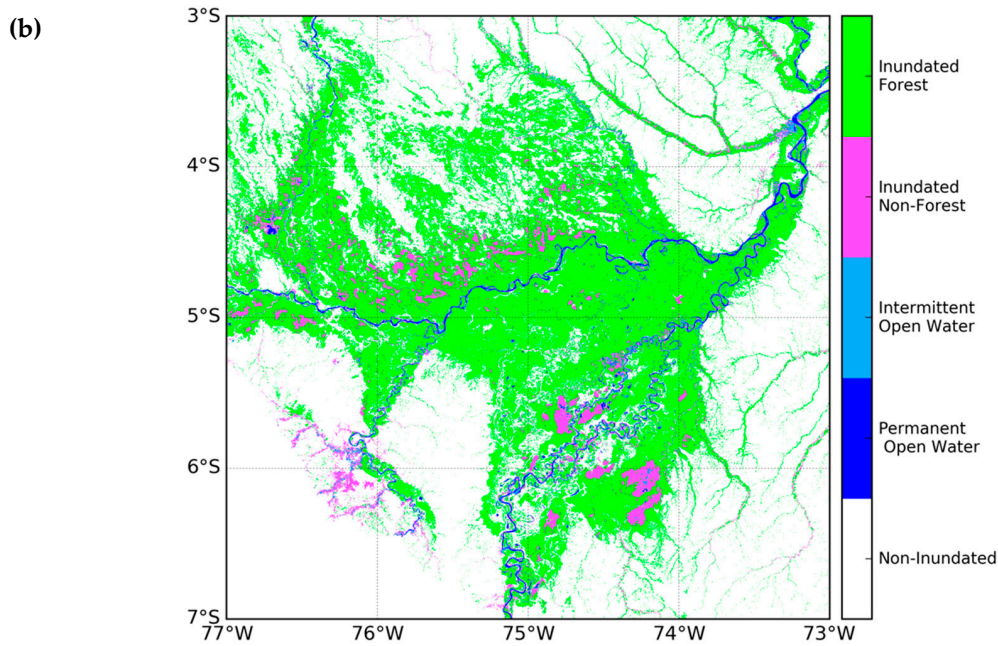 (b)
3°S
4°S
5°S
6°S
7°S
77°W 76°W 75°W 74°W 73°W
Inundated
Forest
Inundated
Non-Forest
Intermittent
Open Water
Permanent
Open Water
Non-Inundated